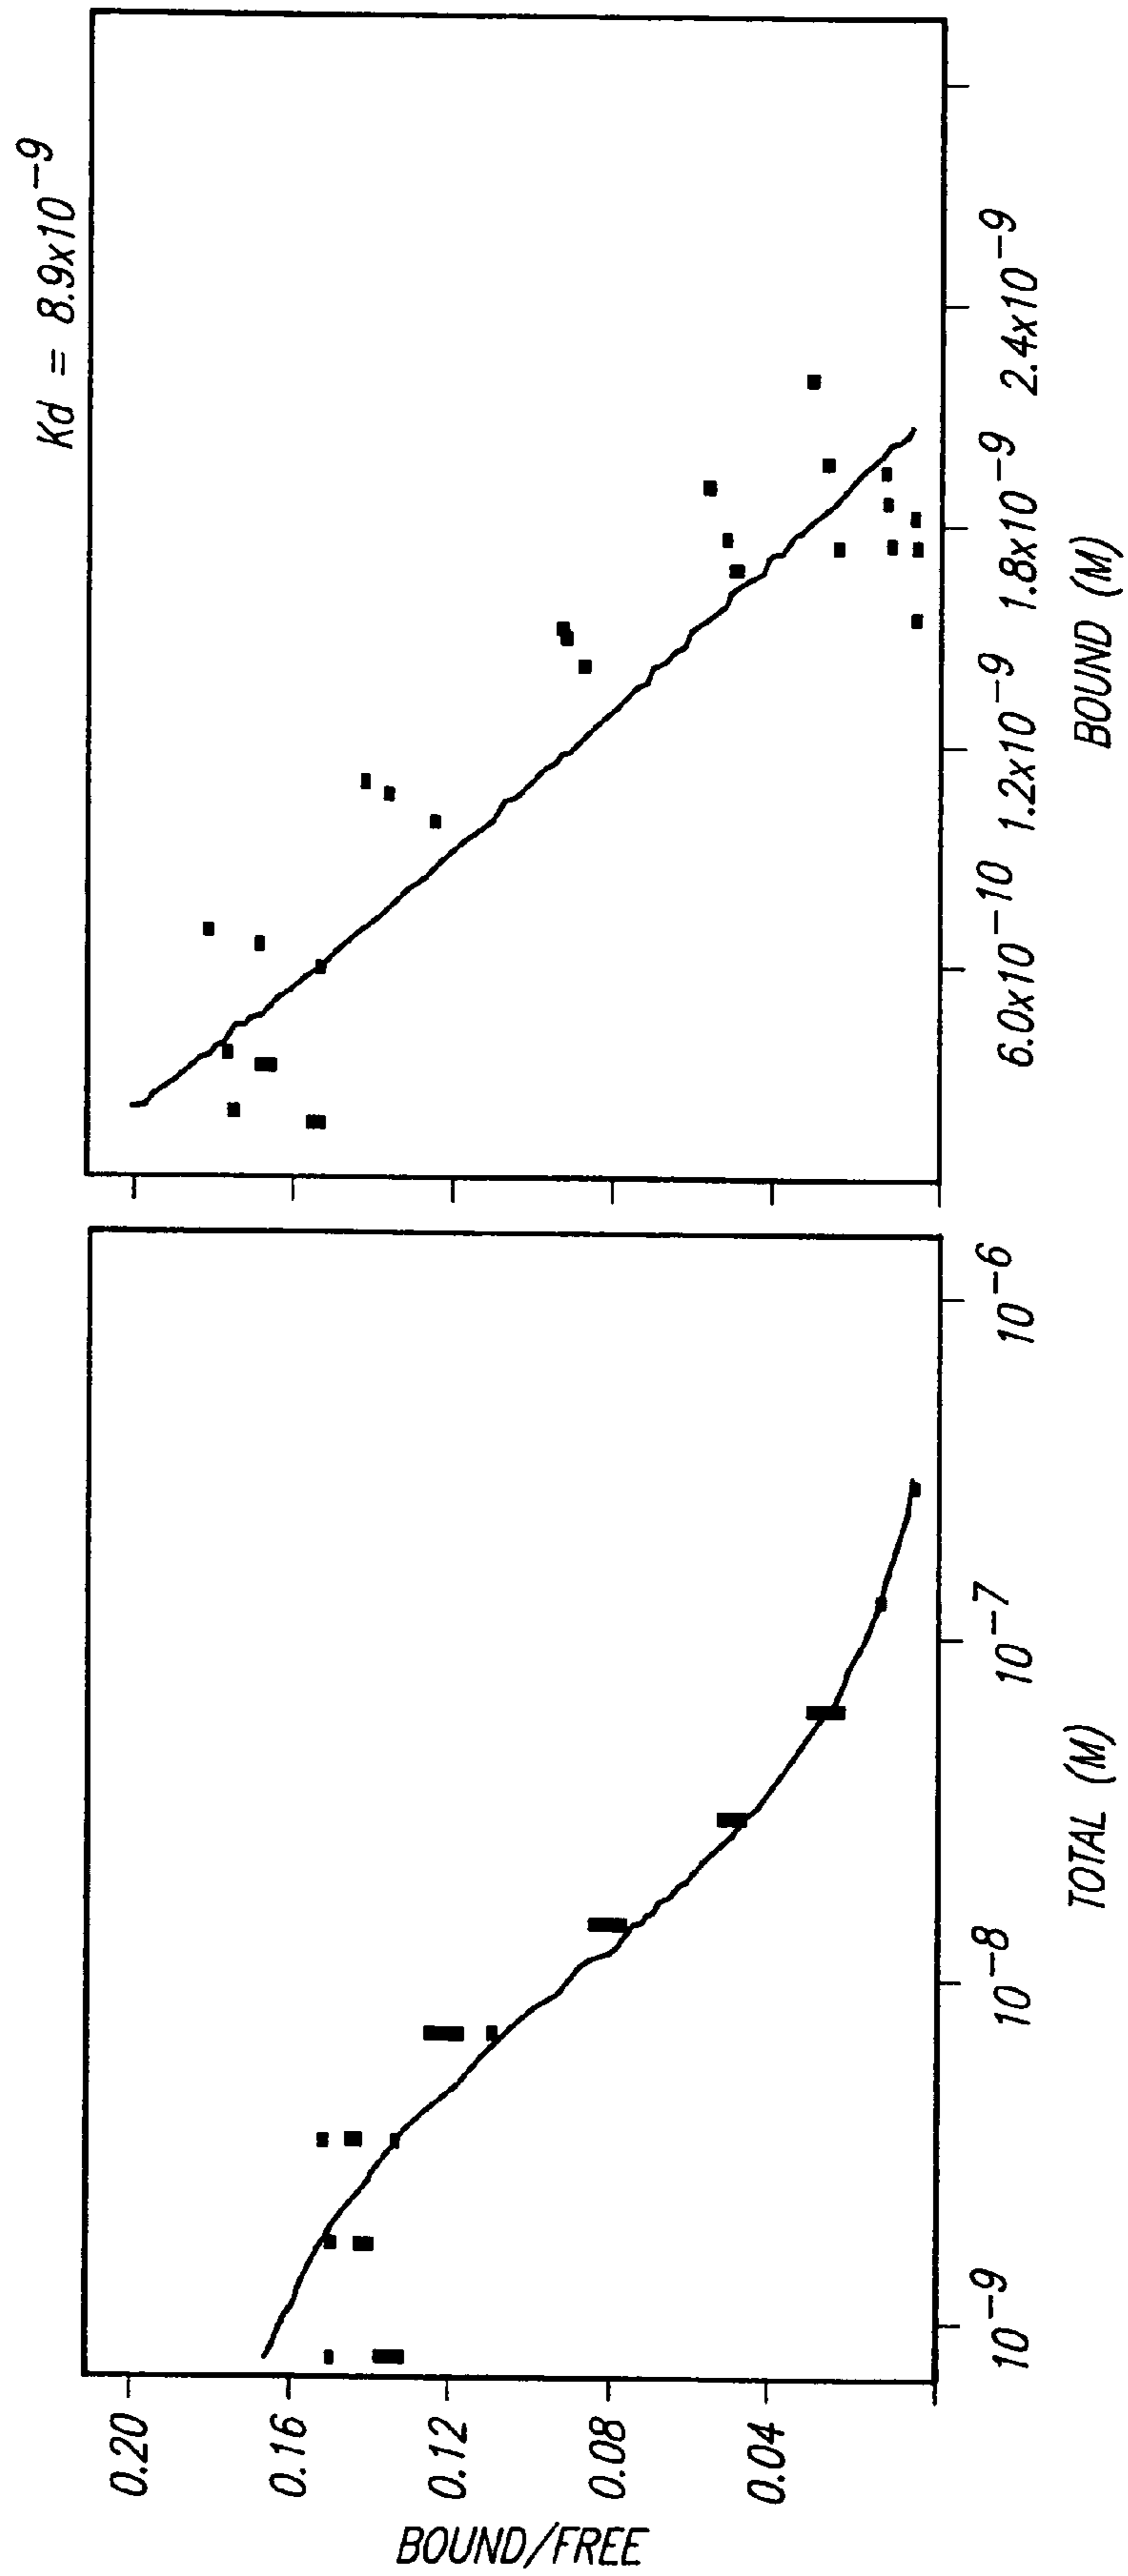 Kd = 8.9x10−9
BOUND/FREE
0.20
0.16
0.12
0.08
0.04
10−9
10−8
10−7
10−6
TOTAL (M)
6.0x10−10
1.2x10−9
1.8x10−9
2.4x10−9
BOUND (M)